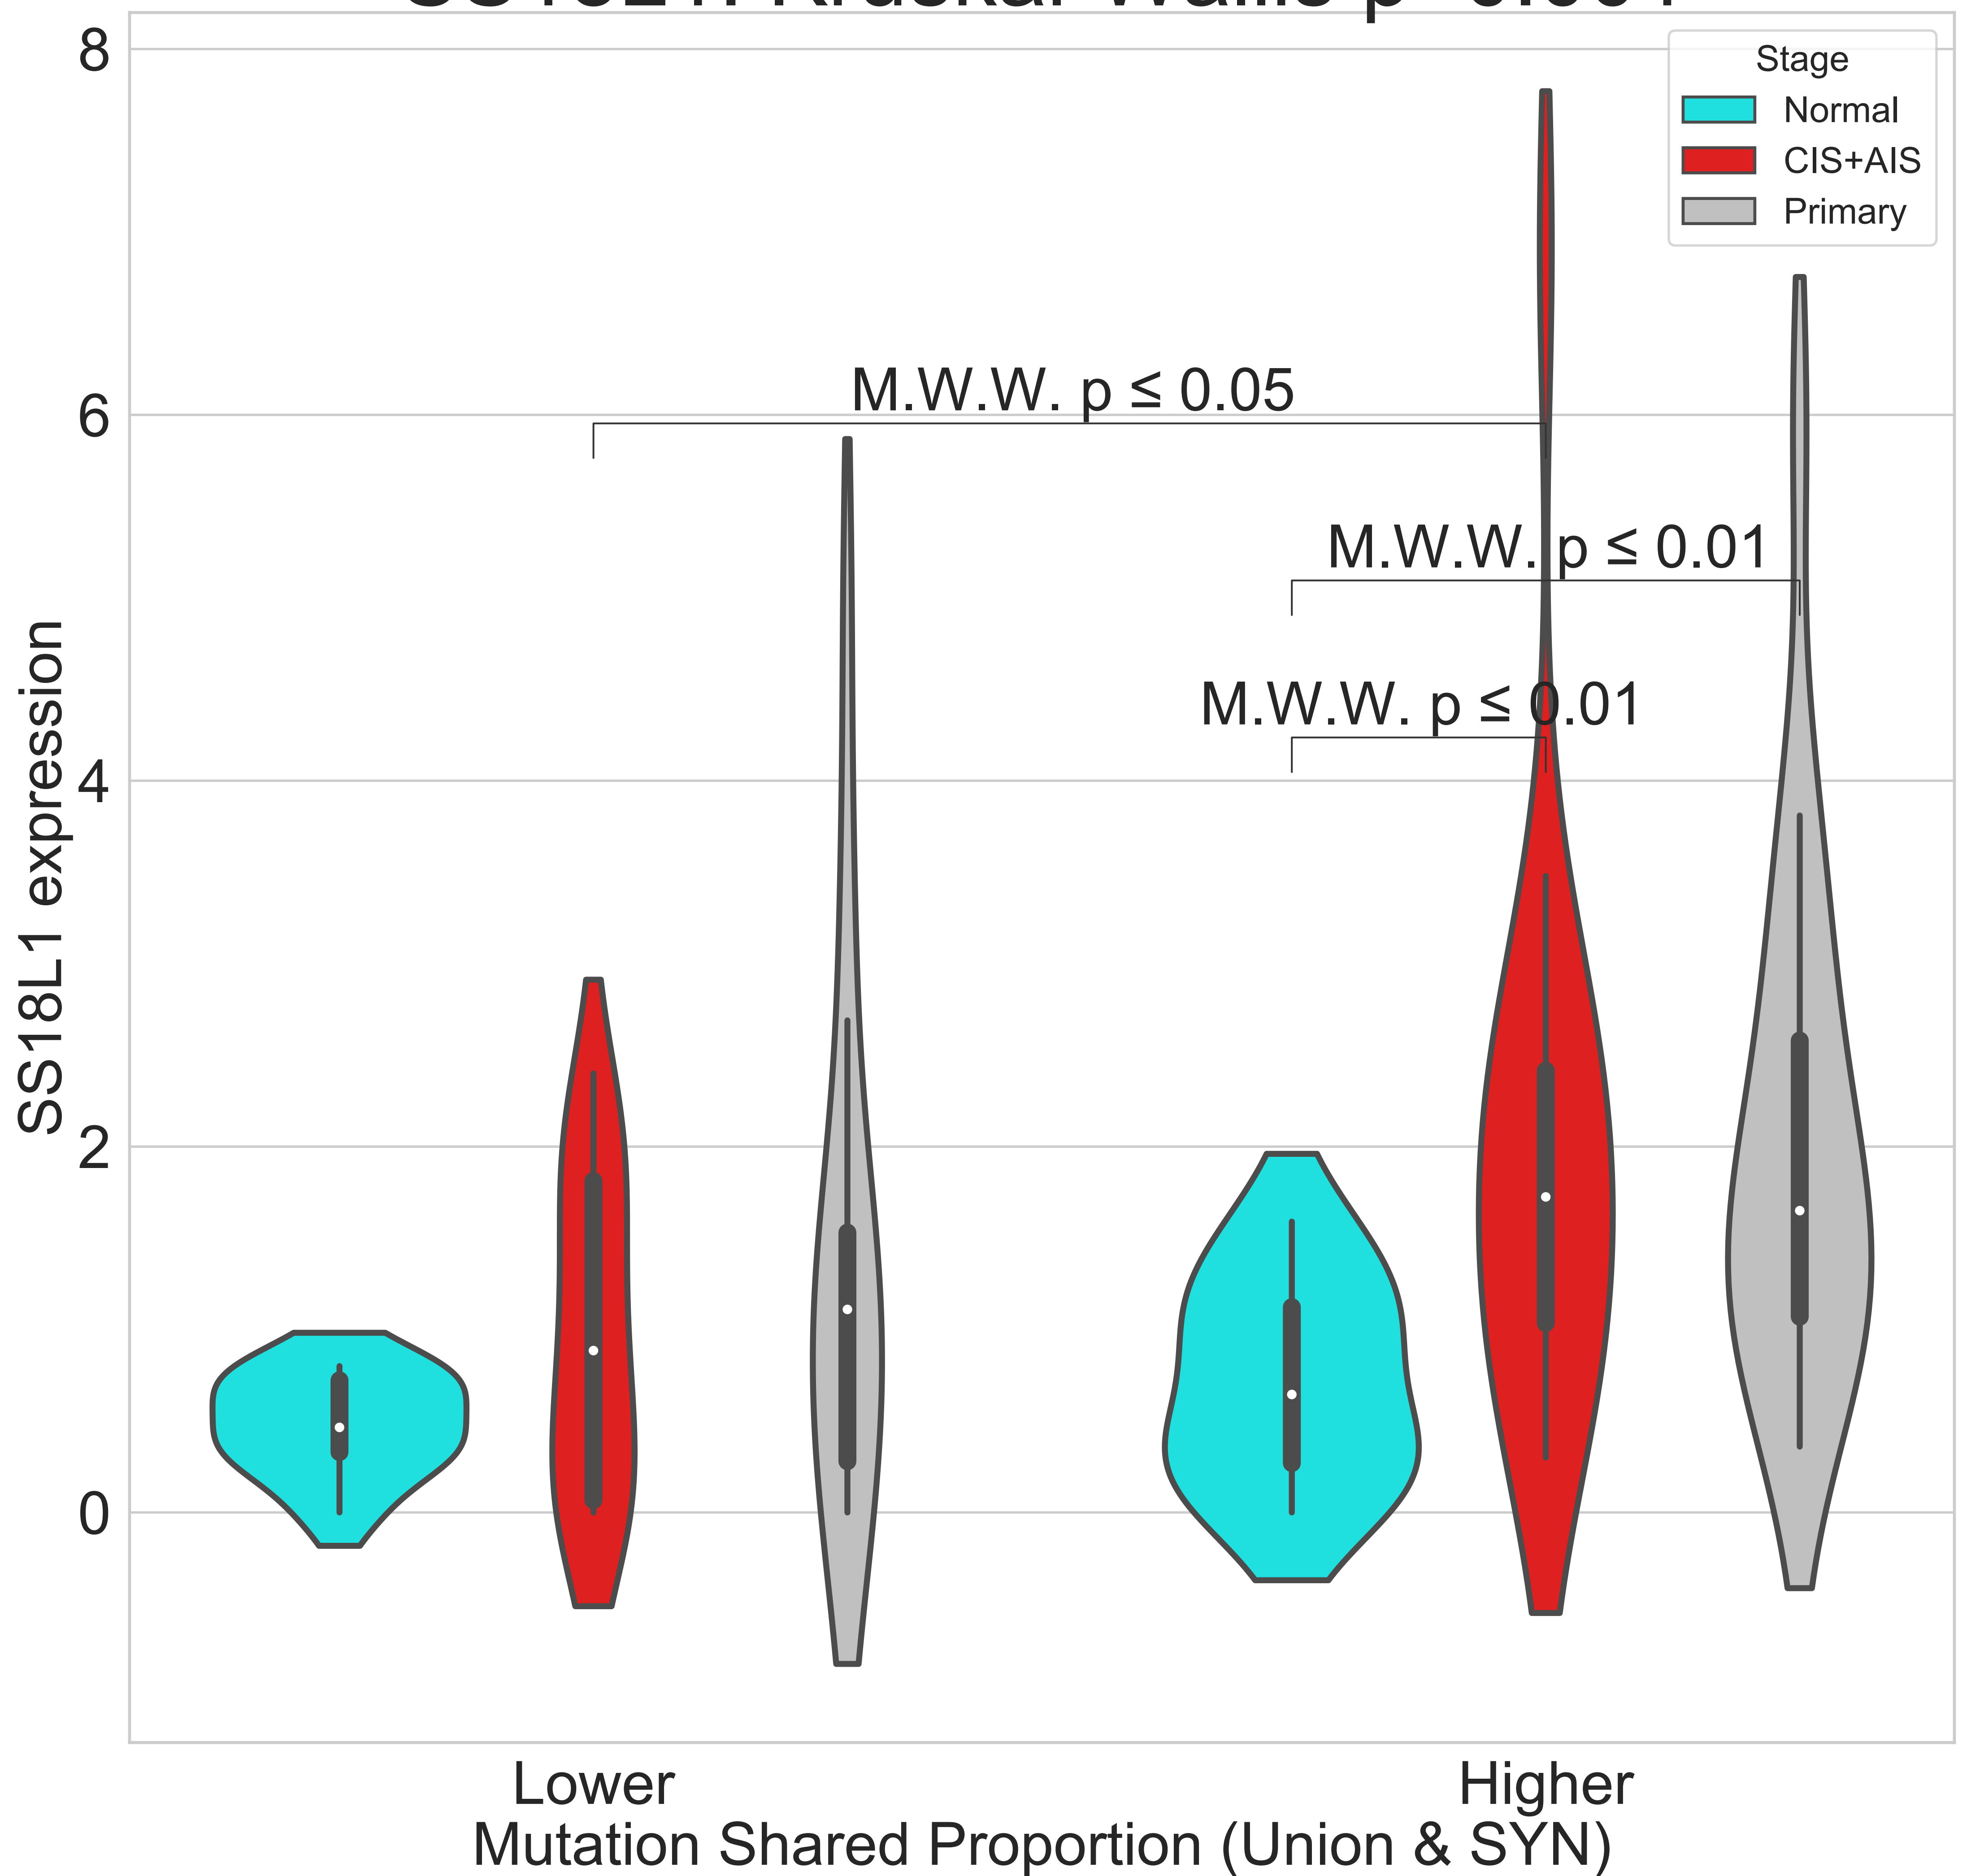 8
Stage
Normal
CIS+AIS
Primary
M.W.W. p ≤ 0.05
6
M.W.W. p ≤ 0.01
M.W.W. p ≤ 0.01
4
SS18L1 expression
2
0
Lower Higher
Mutation Shared Proportion (Union & SYN)